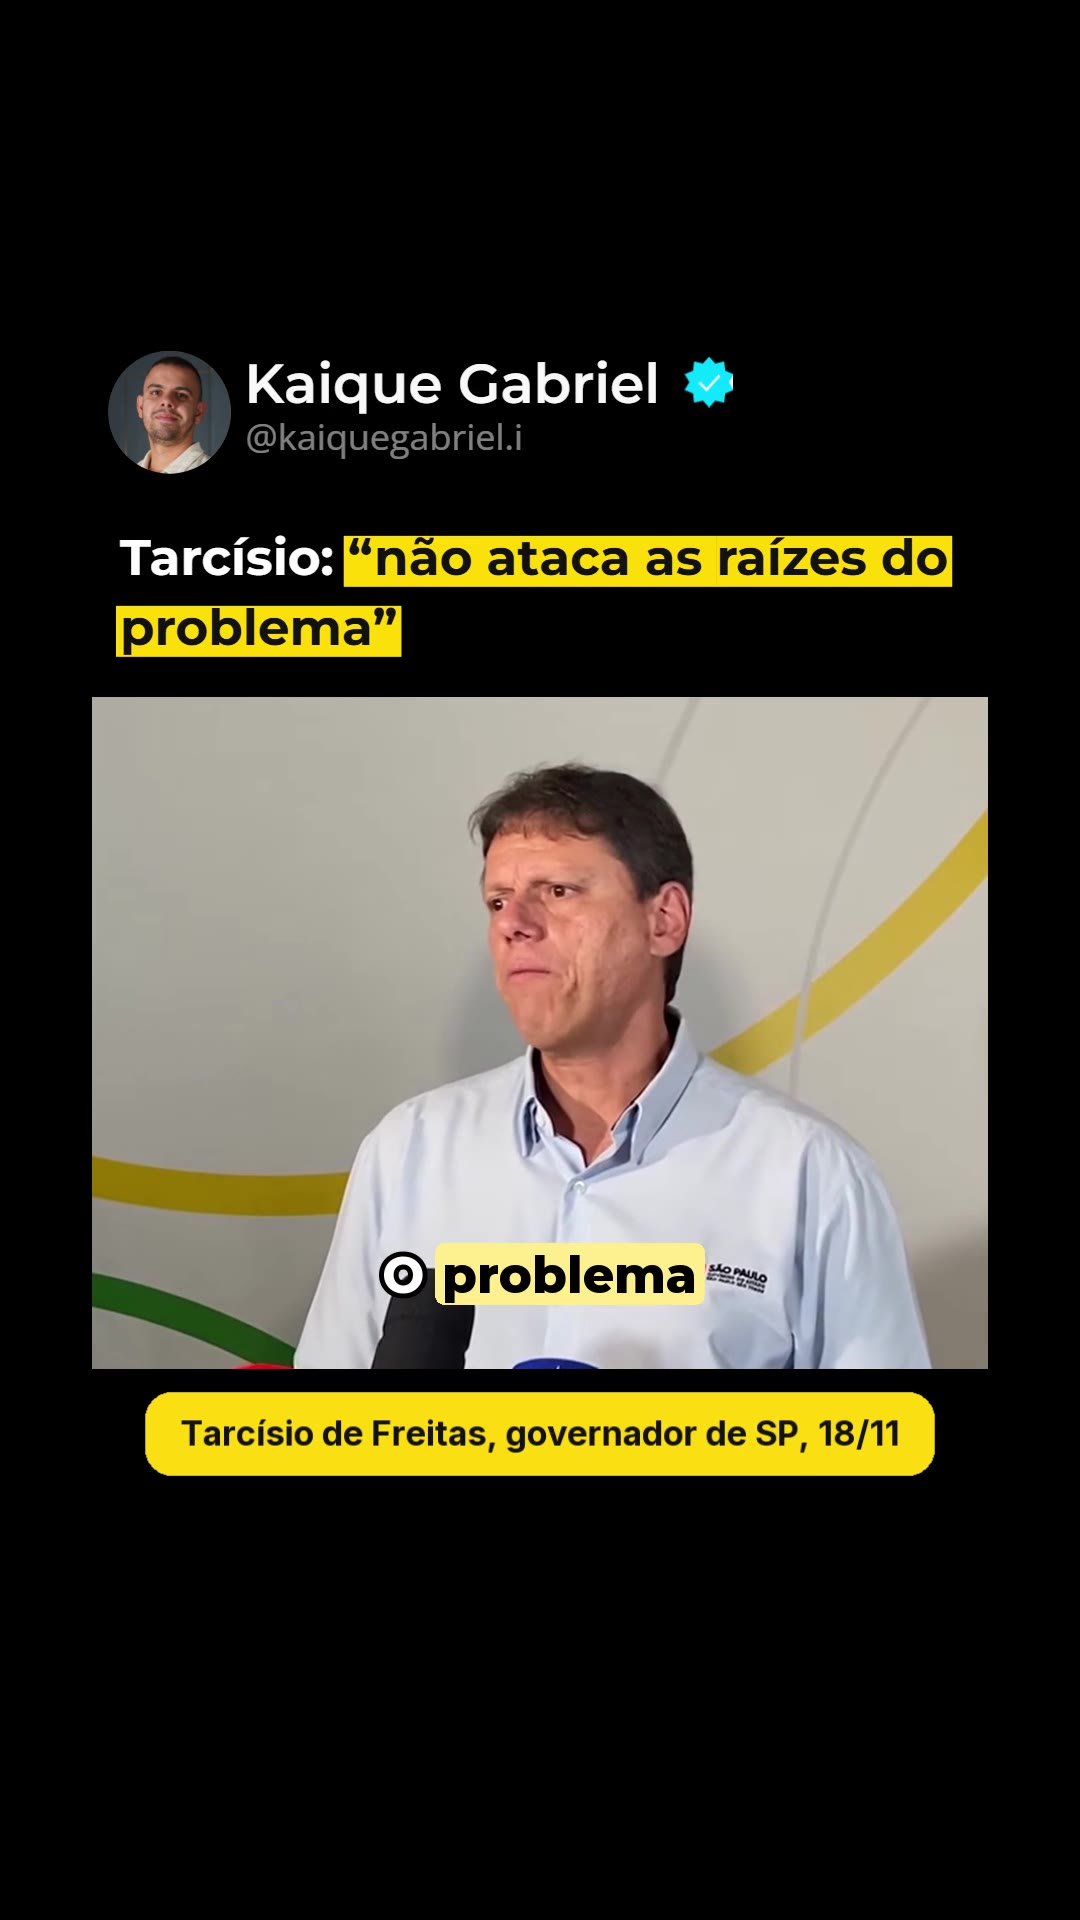 Kaique Gabriel
@kaiquegabriel.i
Tarcísio: “não ataca as raízes do
problema”
O problema
SÃO PAULO
Tarcísio de Freitas, governador de SP, 18/11